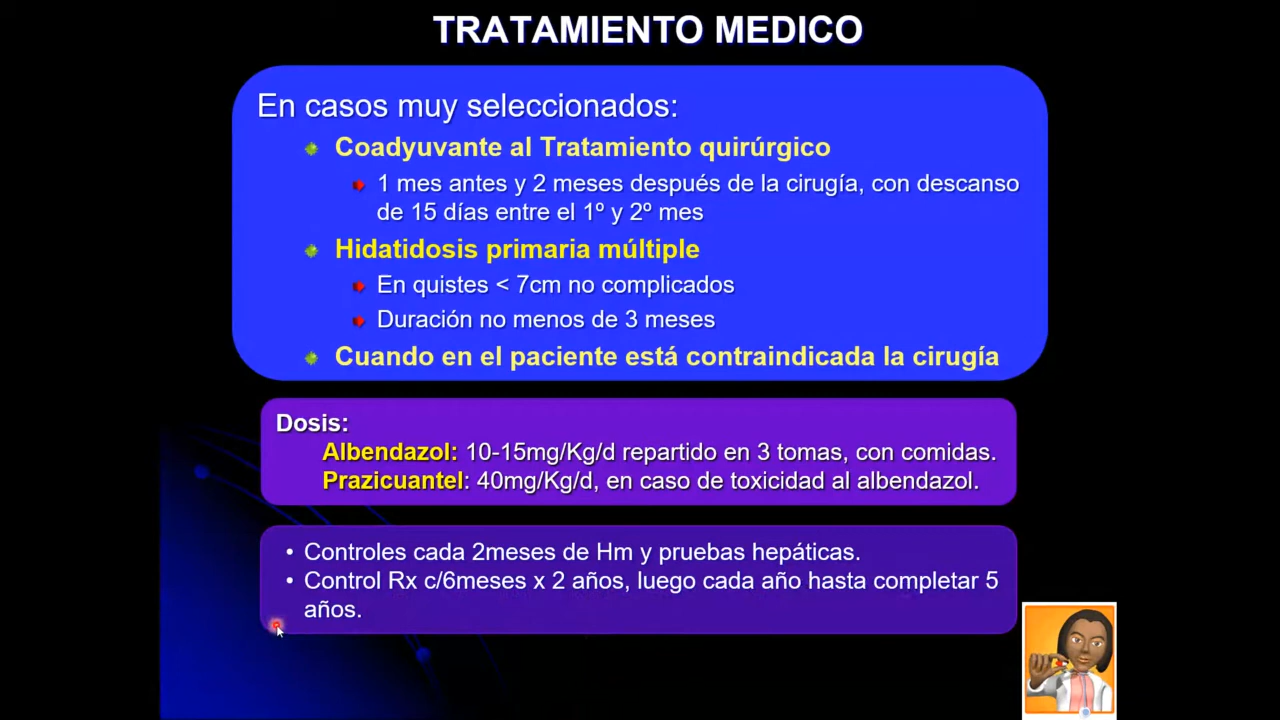 TRATAMIENTO MEDICO
En casos muy seleccionados:
Coadyuvante al Tratamiento quirúrgico
1 mes antes y 2 meses después de la cirugía, con descanso
de 15 días entre el 1º y 2º mes
Hidatidosis primaria múltiple
En quistes < 7cm no complicados
Duración no menos de 3 meses
Cuando en el paciente está contraindicada la cirugía
Dosis:
Albendazol: 10-15mg/Kg/d repartido en 3 tomas, con comidas.
Prazicuantel: 40mg/Kg/d, en caso de toxicidad al albendazol.
• Controles cada 2meses de Hm y pruebas hepáticas.
• Control Rx c/6meses x 2 años, luego cada año hasta completar 5
años.